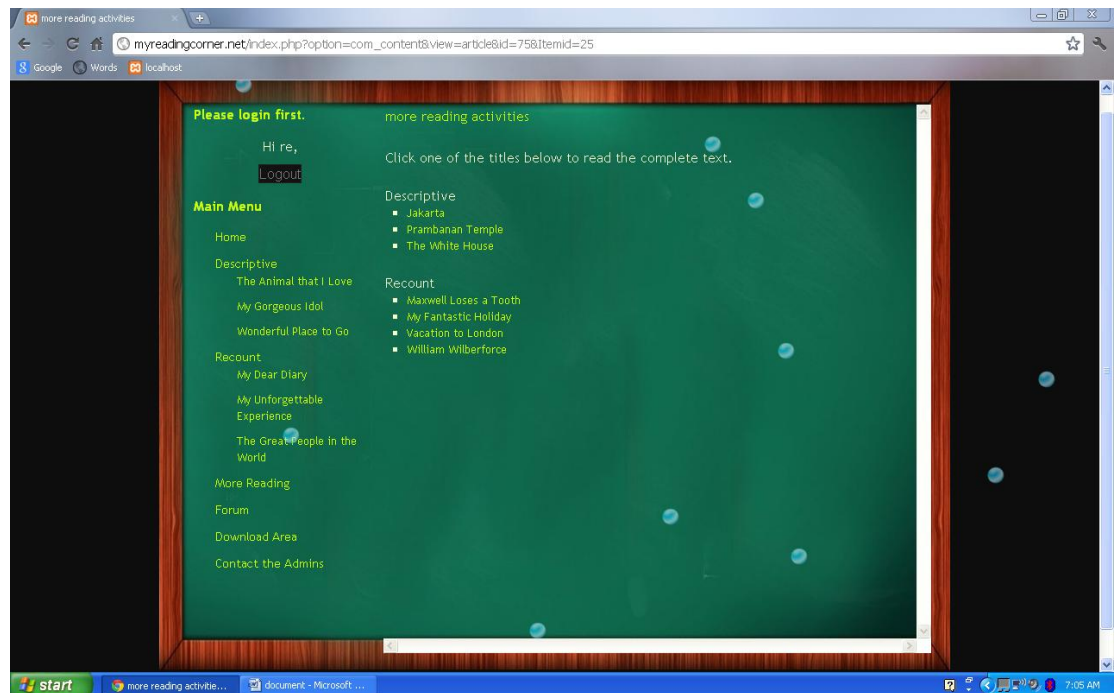 more reading activities
myreadingcorner.net/index.php?option=com_content&view=article&id=75&Itemid=25
Google Words localhost
Please login first.
Hi re,
Logout
Main Menu
Home
Descriptive
The Animal that I Love
My Gorgeous Idol
Wonderful Place to Go
Recount
My Dear Diary
My Unforgettable
Experience
The Great People in the
World
More Reading
Forum
Download Area
Contact the Admins
more reading activities
Click one of the titles below to read the complete text.
Descriptive
Jakarta
Prambanan Temple
The White House
Recount
Maxwell Loses a Tooth
My Fantastic Holiday
Vacation to London
William Wilberforce
start more reading activitie... document - Microsoft ... 7:05 AM